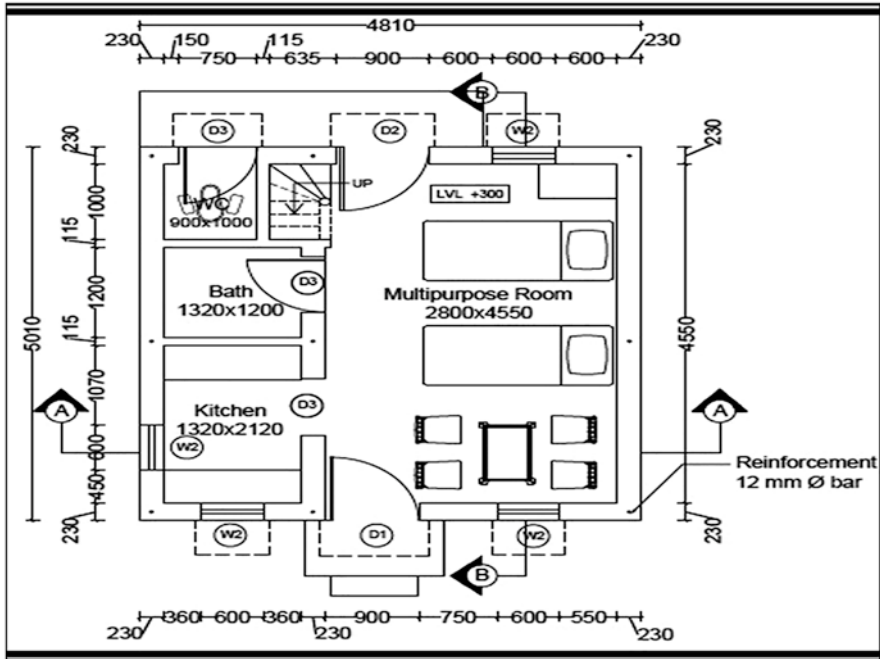 4810
230 150 115 230
750 635 900 600 600 600
B
D3 D2 W2
230 230
UP
LVL +300
WC
900x1000
1000
115
D3
Bath
1320x1200
Multipurpose Room
2800x4550
1200
5010 4550
115
1070
Kitchen
1320x2120
D3
A A
W2
600
Reinforcement
12 mm Ø bar
450
230 230
W2 D1 W2
B
360 600 360 900 750 600 550
230 230 230